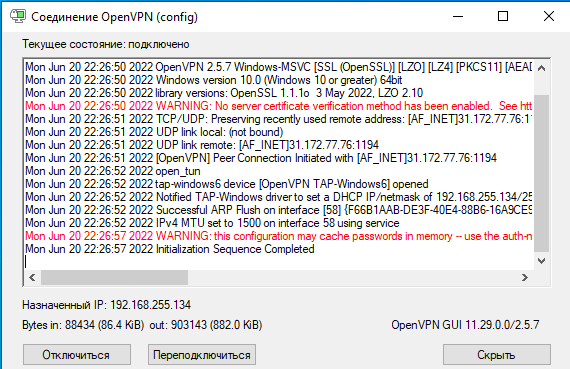 Соединение OpenVPN (config)
Текущее состояние: подключено
Mon Jun 20 22:26:50 2022 OpenVPN 2.5.7 Windows-MSVC [SSL (OpenSSL)] [LZO] [LZ4] [PKCS11] [AEAD
Mon Jun 20 22:26:50 2022 Windows version 10.0 (Windows 10 or greater) 64bit
Mon Jun 20 22:26:50 2022 library versions: OpenSSL 1.1.1o  3 May 2022, LZO 2.10
Mon Jun 20 22:26:50 2022 WARNING: No server certificate verification method has been enabled.  See htt
Mon Jun 20 22:26:51 2022 TCP/UDP: Preserving recently used remote address: [AF_INET]31.172.77.76:1
Mon Jun 20 22:26:51 2022 UDP link local: (not bound)
Mon Jun 20 22:26:51 2022 UDP link remote: [AF_INET]31.172.77.76:1194
Mon Jun 20 22:26:51 2022 [OpenVPN] Peer Connection Initiated with [AF_INET]31.172.77.76:1194
Mon Jun 20 22:26:52 2022 open_tun
Mon Jun 20 22:26:52 2022 tap-windows6 device [OpenVPN TAP-Windows6] opened
Mon Jun 20 22:26:52 2022 Notified TAP-Windows driver to set a DHCP IP/netmask of 192.168.255.134/25
Mon Jun 20 22:26:52 2022 Successful ARP Flush on interface [58] {F66B1AAB-DE3F-40E4-88B6-16A9CE9
Mon Jun 20 22:26:52 2022 IPv4 MTU set to 1500 on interface 58 using service
Mon Jun 20 22:26:57 2022 WARNING: this configuration may cache passwords in memory -- use the auth-n
Mon Jun 20 22:26:57 2022 Initialization Sequence Completed
Назначенный IP: 192.168.255.134
Bytes in: 88434 (86.4 KiB)  out: 903143 (882.0 KiB)
OpenVPN GUI 11.29.0.0/2.5.7
Отключиться
Переподключиться
Скрыть